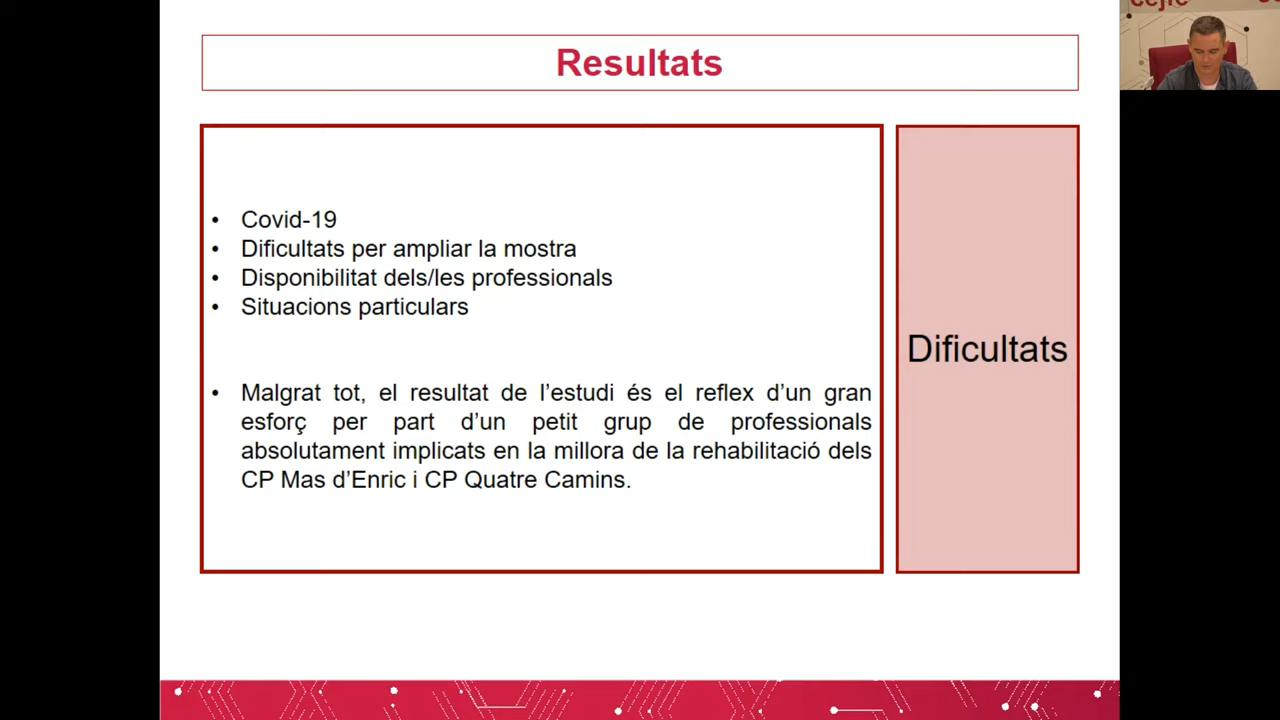 Resultats
• Covid-19
• Dificultats per ampliar la mostra
• Disponibilitat dels/les professionals
• Situacions particulars
• Malgrat tot, el resultat de l’estudi és el reflex d’un gran
esforç per part d’un petit grup de professionals
absolutament implicats en la millora de la rehabilitació dels
CP Mas d’Enric i CP Quatre Camins.
Dificultats
cejfe